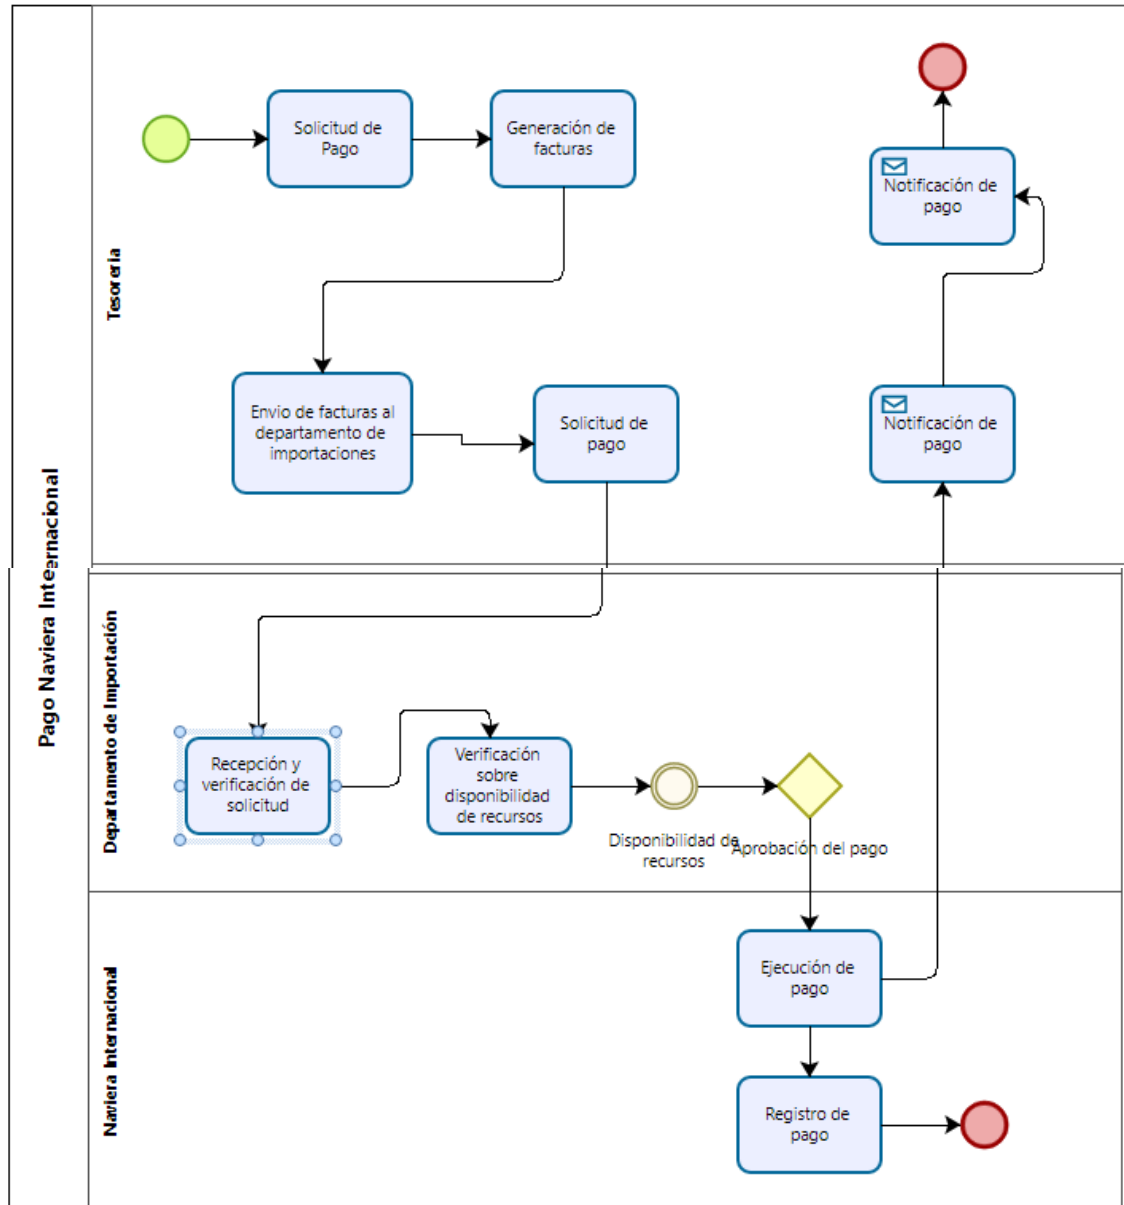 Pago Naviera Internacional
Tesoreria
Solicitud de
Pago
Generación de
facturas
Notificación de
pago
Envio de facturas al
departamento de
importaciones
Solicitud de
pago
Notificación de
pago
Departamento de Importación
Recepción y
verificación de
solicitud
Verificación
sobre
disponibilidad
de recursos
Disponibilidad de
recursos
Aprobación del pago
Naviera Internacional
Ejecución de
pago
Registro de
pago